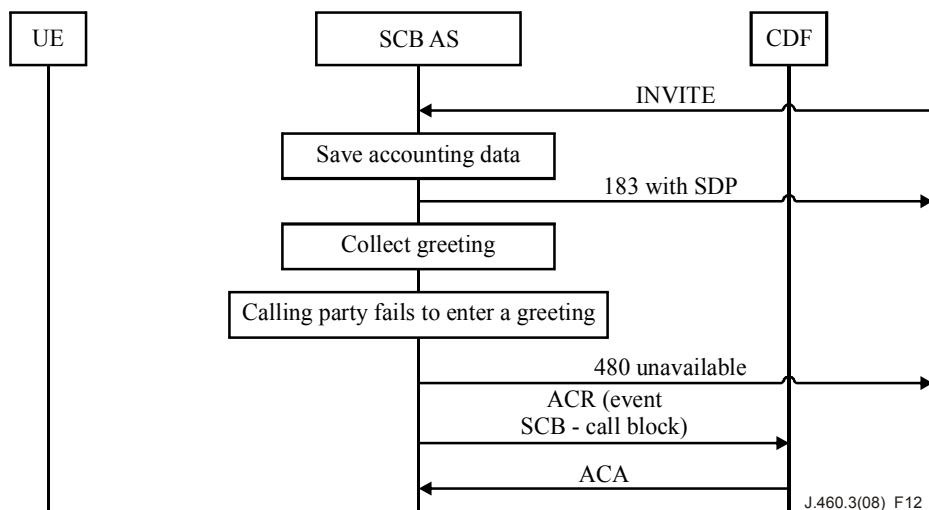 UE
SCB AS
CDF
INVITE
Save accounting data
183 with SDP
Collect greeting
Calling party fails to enter a greeting
480 unavailable
ACR (event
SCB - call block)
ACA
J.460.3(08)_F12